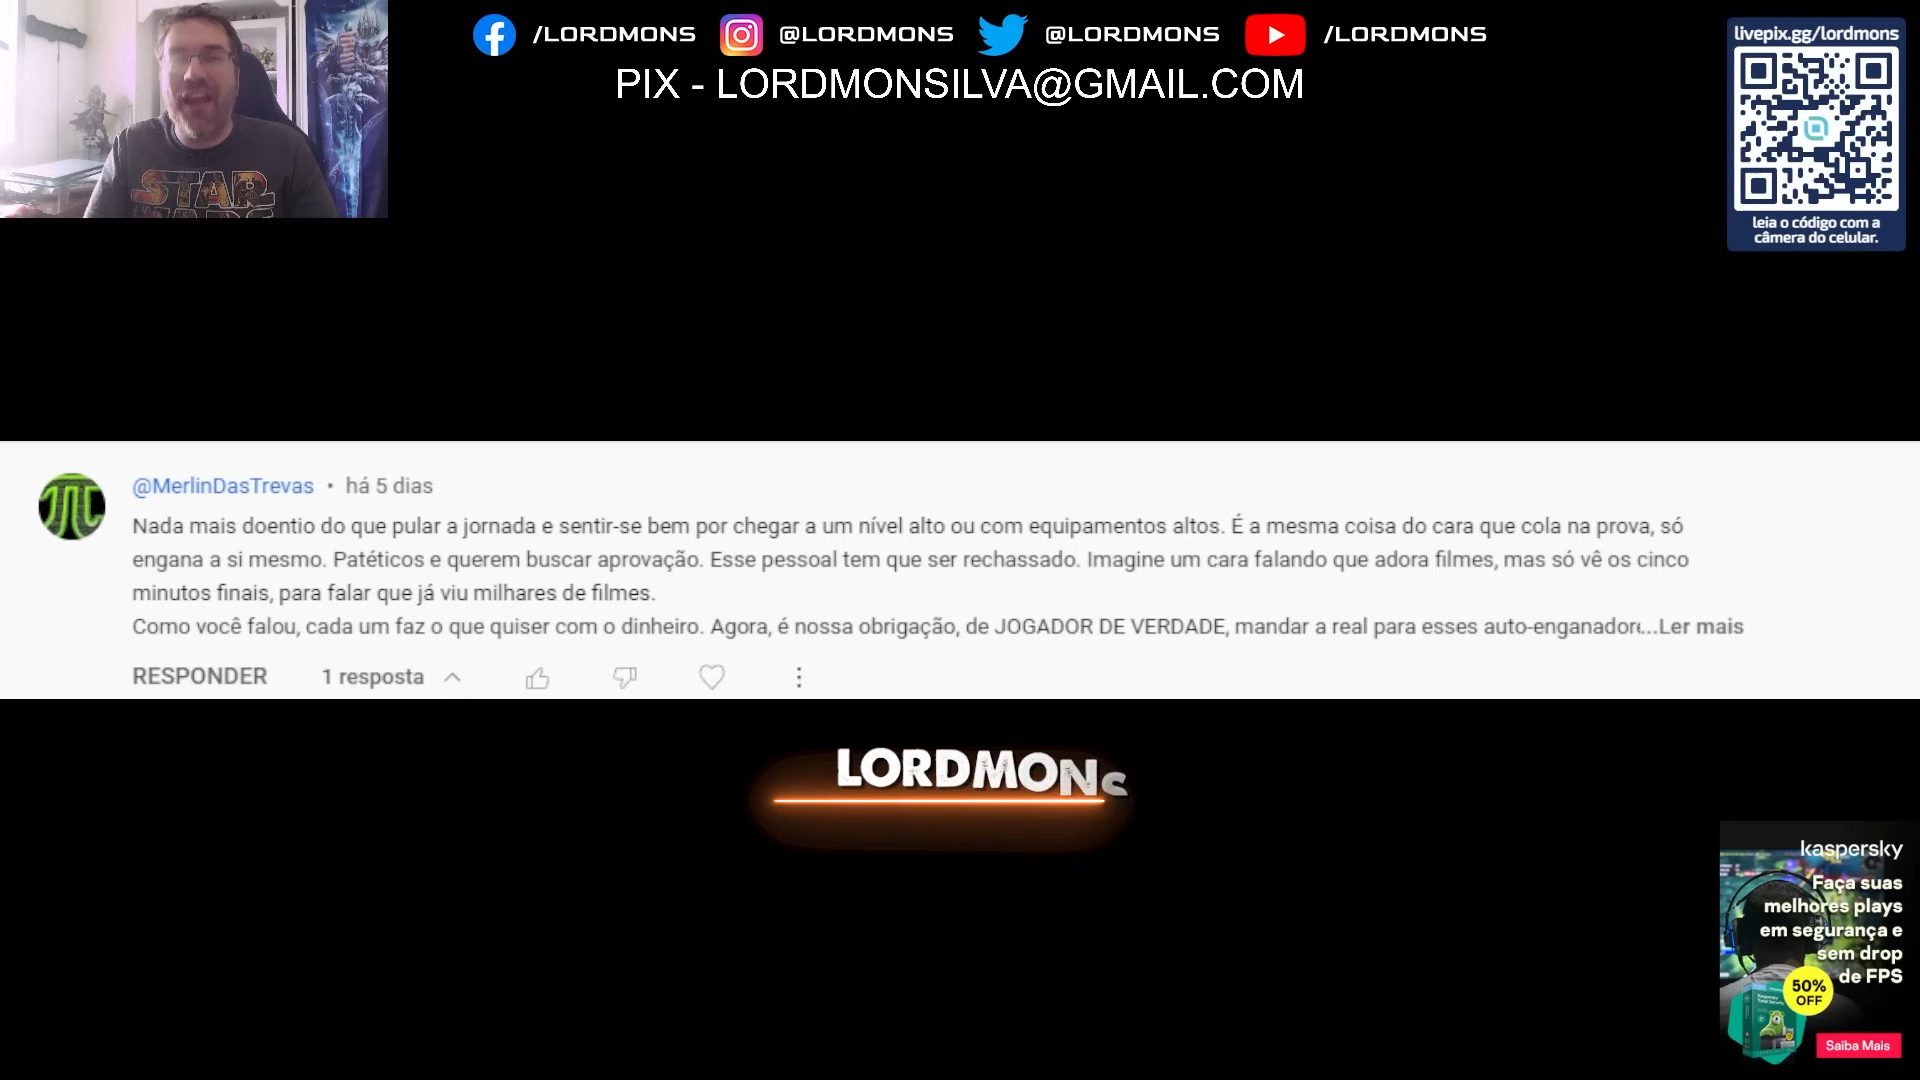 /LORDMONS @LORDMONS @LORDMONS /LORDMONS
PIX - LORDMONSILVA@GMAIL.COM
livepix.gg/lordmons
leia o código com a
câmera do celular.
STAR
@MerlinDasTrevas • há 5 dias
Nada mais doentio do que pular a jornada e sentir-se bem por chegar a um nível alto ou com equipamentos altos. É a mesma coisa do cara que cola na prova, só
engana a si mesmo. Patéticos e querem buscar aprovação. Esse pessoal tem que ser rechassado. Imagine um cara falando que adora filmes, mas só vê os cinco
minutos finais, para falar que já viu milhares de filmes.
Como você falou, cada um faz o que quiser com o dinheiro. Agora, é nossa obrigação, de JOGADOR DE VERDADE, mandar a real para esses auto-enganador...Ler mais
RESPONDER 1 resposta
LORDMONS
kaspersky
Faça suas
melhores plays
em segurança e
sem drop
de FPS
50%
OFF
Saiba Mais